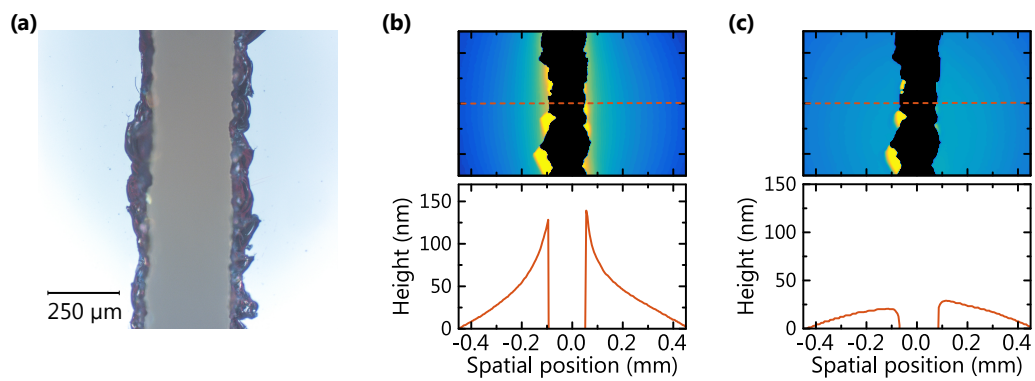 (a)
250 µm
(b)
150
100
50
0
Height (nm)
-0.4 -0.2 0.0 0.2 0.4
Spatial position (mm)
(c)
150
100
50
0
Height (nm)
-0.4 -0.2 0.0 0.2 0.4
Spatial position (mm)